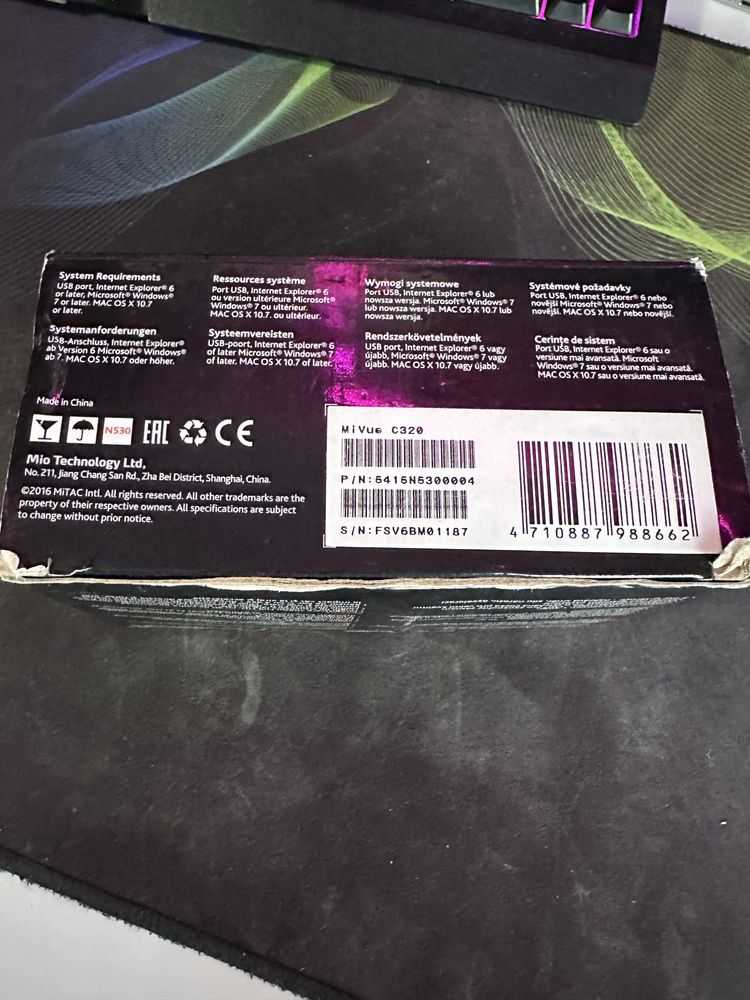 System Requirements
USB port, Internet Explorer® 6
or later, Microsoft® Windows®
7 or later. MAC OS X 10.7
or later.
Ressources système
Port USB, Internet Explorer® 6
ou version ultérieure Microsoft®
Windows® 7 ou ultérieur.
MAC OS X 10.7. ou ultérieur.
Wymogi systemowe
Port USB, Internet Explorer® 6 lub
nowsza wersja. Microsoft® Windows® 7
lub nowsza wersja. MAC OS X 10.7 lub
nowsza wersja.
Systémové požadavky
Port USB, Internet Explorer® 6 nebo
novější Microsoft® Windows® 7 nebo
novější. MAC OS X 10.7 nebo novější.
Systemanforderungen
USB-Anschluss, Internet Explorer®
ab Version 6 Microsoft® Windows®
ab 7. MAC OS X 10.7 oder höher.
Systeemvereisten
USB-poort, Internet Explorer® 6
of later Microsoft® Windows® 7
of later. MAC OS X 10.7 of later.
Rendszerkövetelmények
USB port, Internet Explorer® 6 vagy
újabb, Microsoft® Windows® 7 vagy
újabb. MAC OS X 10.7 vagy újabb.
Cerințe de sistem
Port USB, Internet Explorer® 6 sau o
versiune mai avansată. Microsoft
Windows® 7 sau o versiune mai avansată.
MAC OS X 10.7 sau o versiune mai avansată.
Made in China
N530 EAC CE
Mio Technology Ltd,
No. 211, Jiang Chang San Rd., Zha Bei District, Shanghai, China.
©2016 MiTAC Intl. All rights reserved. All other trademarks are the
property of their respective owners. All specifications are subject
to change without prior notice.
MiVue C320
P/N:5415N5300004
S/N:FSV6BM01187
4 710887 988662